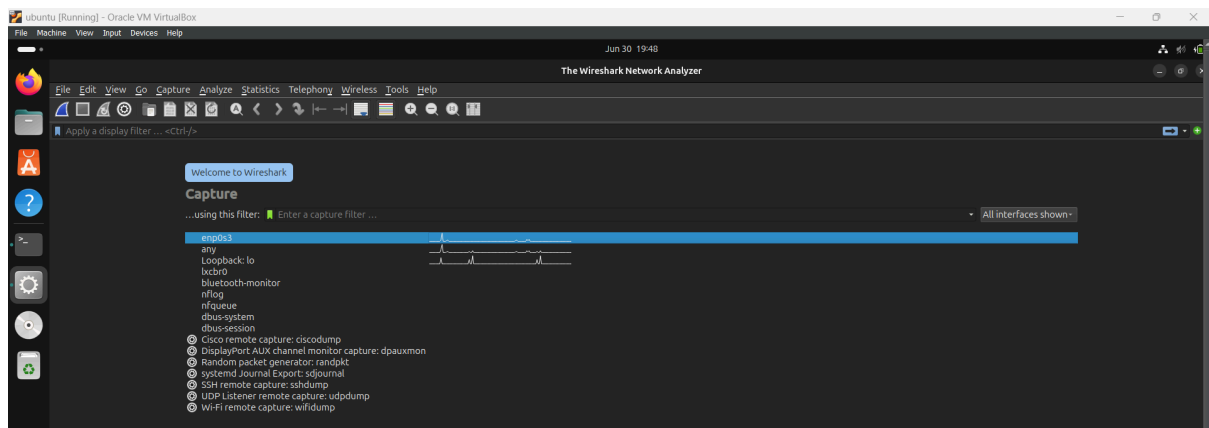 ubuntu [Running] - Oracle VM VirtualBox
File Machine View Input Devices Help
Jun 30 19:48
The Wireshark Network Analyzer
File Edit View Go Capture Analyze Statistics Telephony Wireless Tools Help
Apply a display filter ... <Ctrl-/>
Welcome to Wireshark
Capture
...using this filter: Enter a capture filter ... All interfaces shown
enp0s3
any
Loopback: lo
lxcbr0
bluetooth-monitor
nflog
nfqueue
dbus-system
dbus-session
Cisco remote capture: ciscodump
DisplayPort AUX channel monitor capture: dpauxmon
Random packet generator: randpkt
systemd Journal Export: sdjournal
SSH remote capture: sshdump
UDP Listener remote capture: udpdump
Wi-Fi remote capture: wifidump